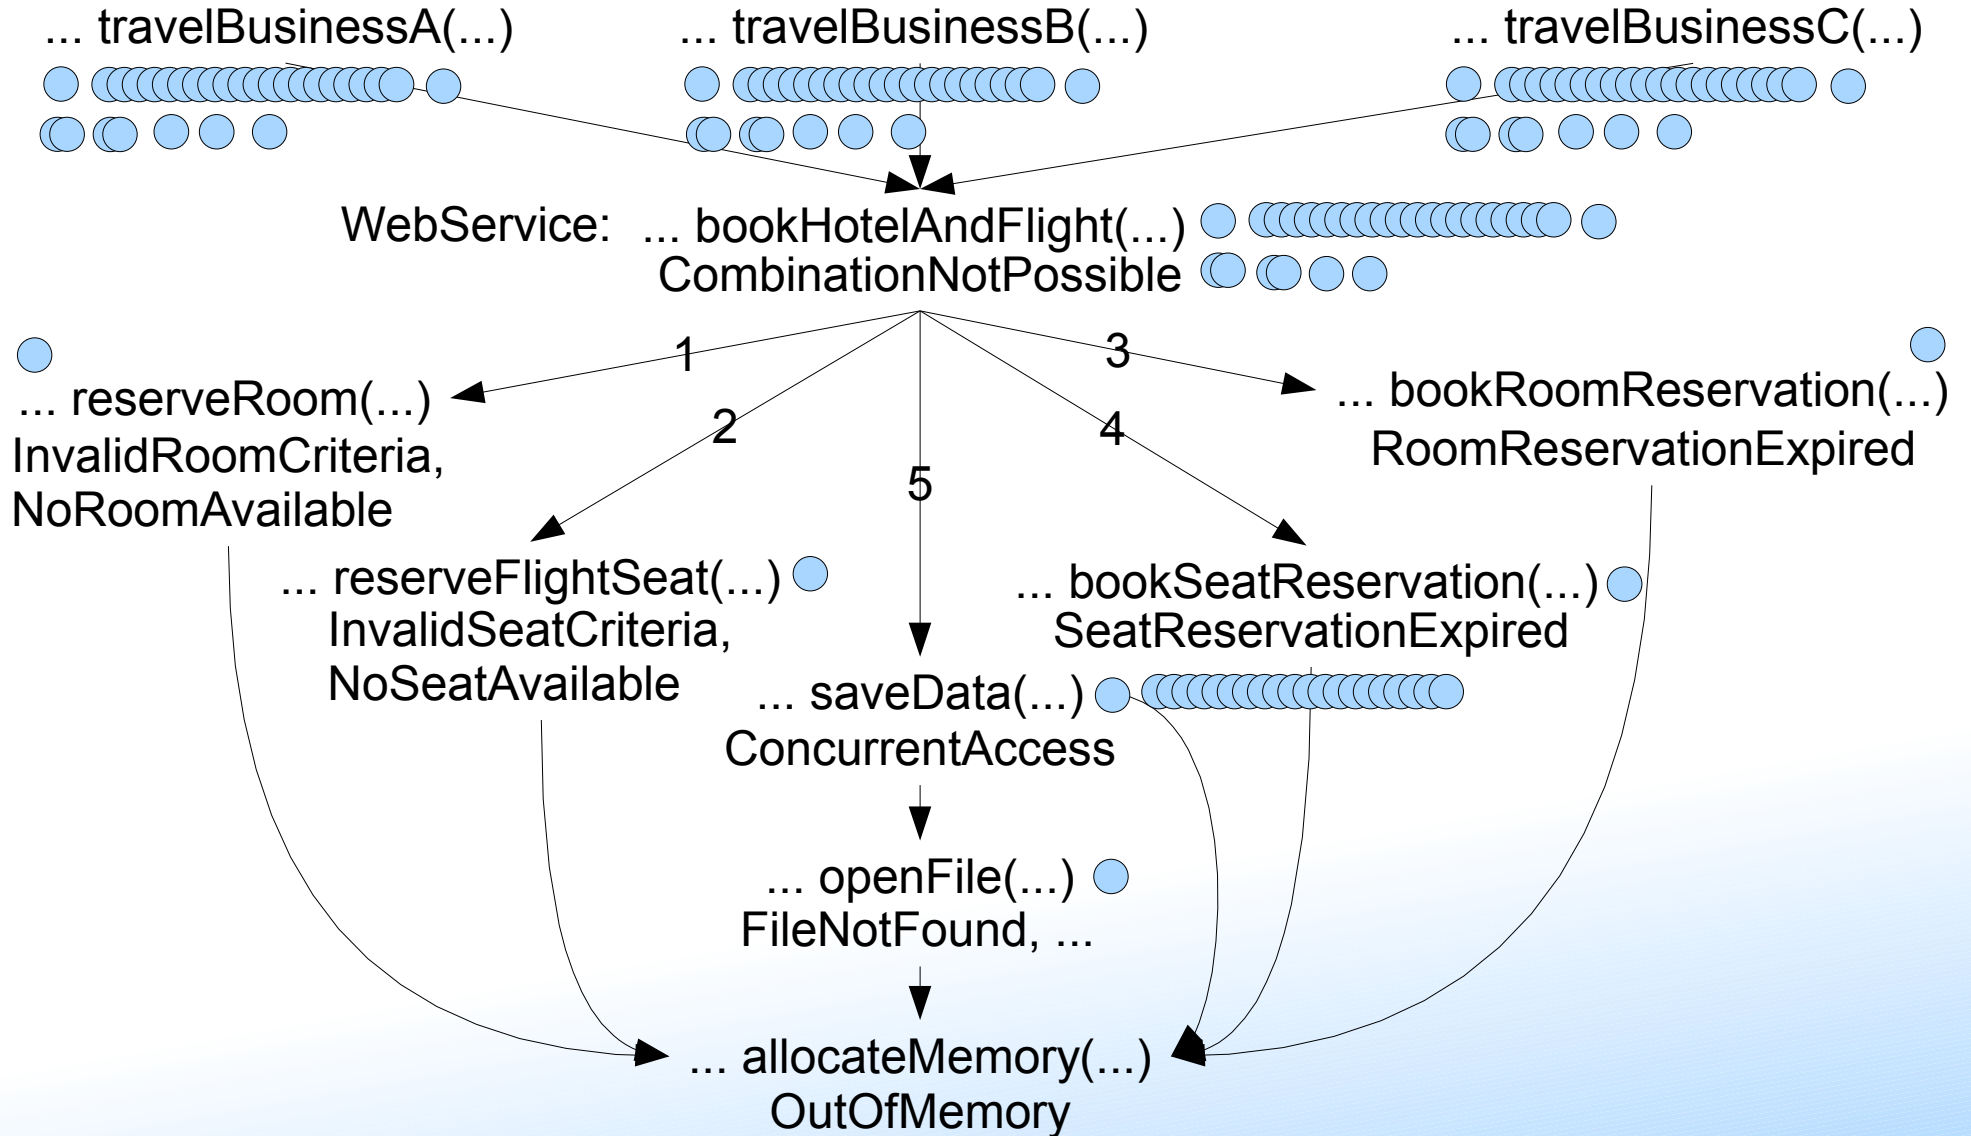 ... travelBusinessA(...)
... travelBusinessB(...)
... travelBusinessC(...)
WebService: ... bookHotelAndFlight(...)
CombinationNotPossible
1
3
... reserveRoom(...)
InvalidRoomCriteria,
NoRoomAvailable
2
4
5
... bookRoomReservation(...)
RoomReservationExpired
... reserveFlightSeat(...)
InvalidSeatCriteria,
NoSeatAvailable
... bookSeatReservation(...)
SeatReservationExpired
... saveData(...)
ConcurrentAccess
... openFile(...)
FileNotFound, ...
... allocateMemory(...)
OutOfMemory